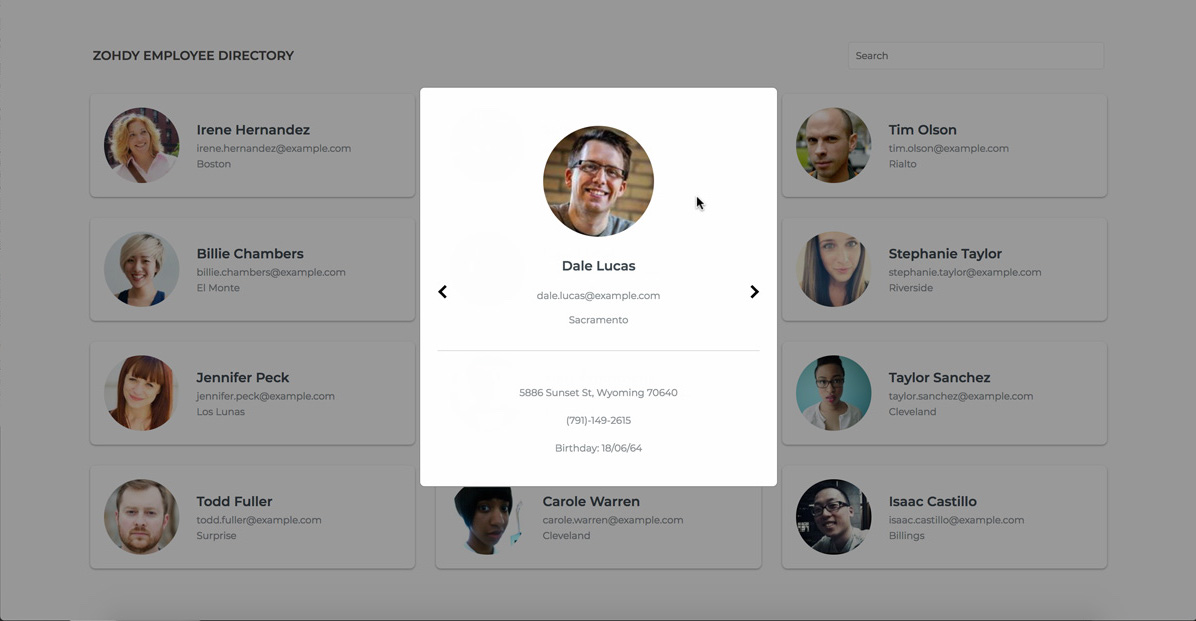 ZOHDY EMPLOYEE DIRECTORY
Search
Irene Hernandez
irene.hernandez@example.com
Boston
Tim Olson
tim.olson@example.com
Rialto
Billie Chambers
billie.chambers@example.com
El Monte
Dale Lucas
dale.lucas@example.com
Sacramento
5886 Sunset St, Wyoming 70640
(791)-149-2615
Birthday: 18/06/64
Stephanie Taylor
stephanie.taylor@example.com
Riverside
Jennifer Peck
jennifer.peck@example.com
Los Lunas
Taylor Sanchez
taylor.sanchez@example.com
Cleveland
Todd Fuller
todd.fuller@example.com
Surprise
Carole Warren
carole.warren@example.com
Cleveland
Isaac Castillo
isaac.castillo@example.com
Billings